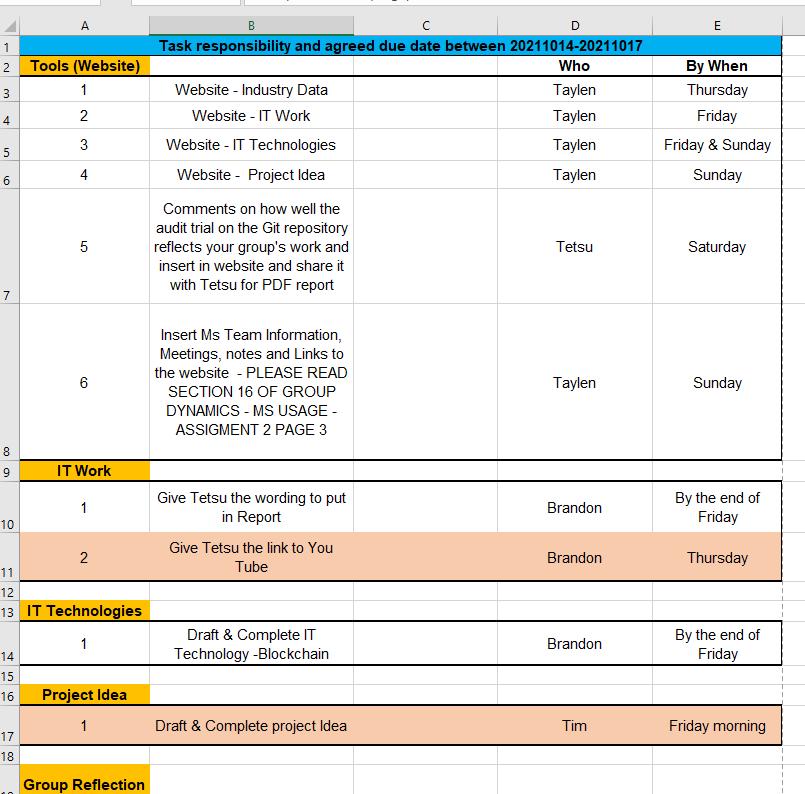 A B C D E
1 Task responsibility and agreed due date between 20211014-20211017
2 Tools (Website) Who By When
3 1 Website - Industry Data Taylen Thursday
4 2 Website - IT Work Taylen Friday
5 3 Website - IT Technologies Taylen Friday & Sunday
6 4 Website - Project Idea Taylen Sunday
Comments on how well the
audit trial on the Git repository
reflects your group's work and
insert in website and share it
with Tetsu for PDF report
7 5 Tetsu Saturday
Insert Ms Team Information,
Meetings, notes and Links to
the website - PLEASE READ
SECTION 16 OF GROUP
DYNAMICS - MS USAGE -
ASSIGMENT 2 PAGE 3
8 6 Taylen Sunday
9 IT Work
Give Tetsu the wording to put
in Report
10 1 Brandon
By the end of
Friday
Give Tetsu the link to You
Tube
11 2 Brandon Thursday
12
13 IT Technologies
Draft & Complete IT
Technology -Blockchain
14 1 Brandon
By the end of
Friday
15
16 Project Idea
17 1 Draft & Complete project Idea Tim Friday morning
18
Group Reflection